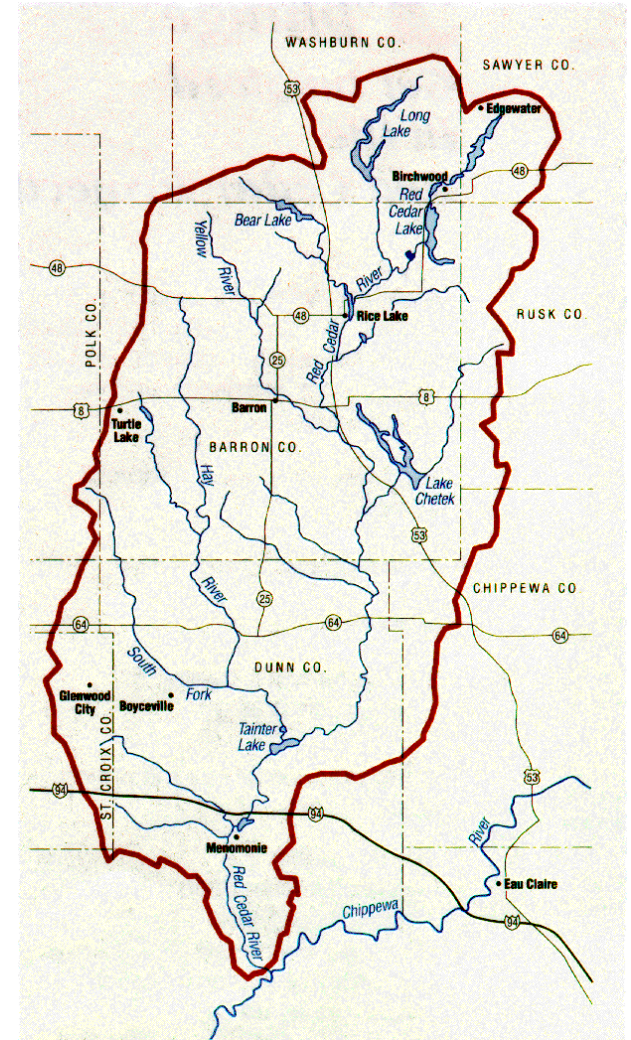 WASHBURN CO.
SAWYER CO.
53
Edgewater
Long
Lake
Birchwood
48
Red
Cedar
Lake
Bear Lake
Yellow
River
48
River
POLK CO.
48
Rice Lake
RUSK CO.
Red Cedar
25
8
Barron
8
Turtle
Lake
BARRON CO.
Hay
Lake
Chetek
53
River
CHIPPEWA CO
25
64
64
64
South
Fork
DUNN CO.
Glenwood
City
Boyceville
ST. CROIX CO.
Tainter
Lake
94
94
53
Menomonie
River
Red Cedar River
Eau Claire
Chippewa
94